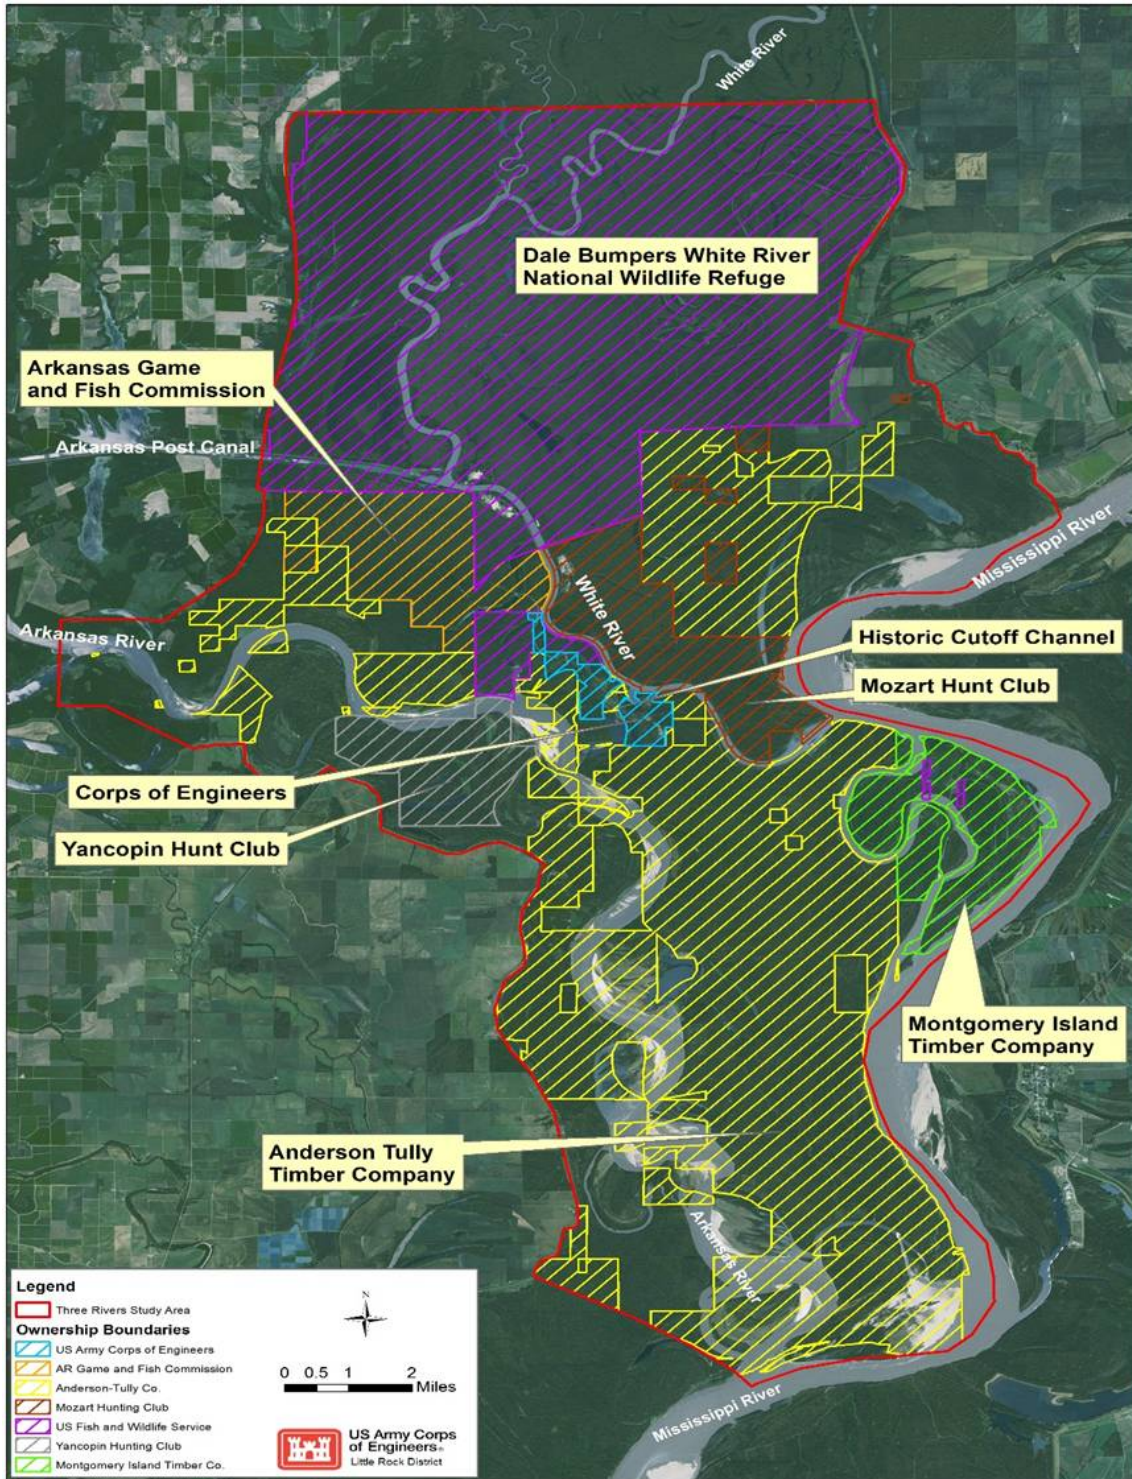 White River
Dale Bumpers White River
National Wildlife Refuge
Arkansas Game
and Fish Commission
Arkansas Post Canal
Mississippi River
White River
Arkansas River
Historic Cutoff Channel
Mozart Hunt Club
Corps of Engineers
Yancopin Hunt Club
Montgomery Island
Timber Company
Anderson Tully
Timber Company
Arkansas River
Mississippi River
Legend
Three Rivers Study Area
Ownership Boundaries
US Army Corps of Engineers
AR Game and Fish Commission
Anderson-Tully Co.
Mozart Hunting Club
US Fish and Wildlife Service
Yancopin Hunting Club
Montgomery Island Timber Co.
N
0 0.5 1 2
Miles
US Army Corps
of Engineers®
Little Rock District